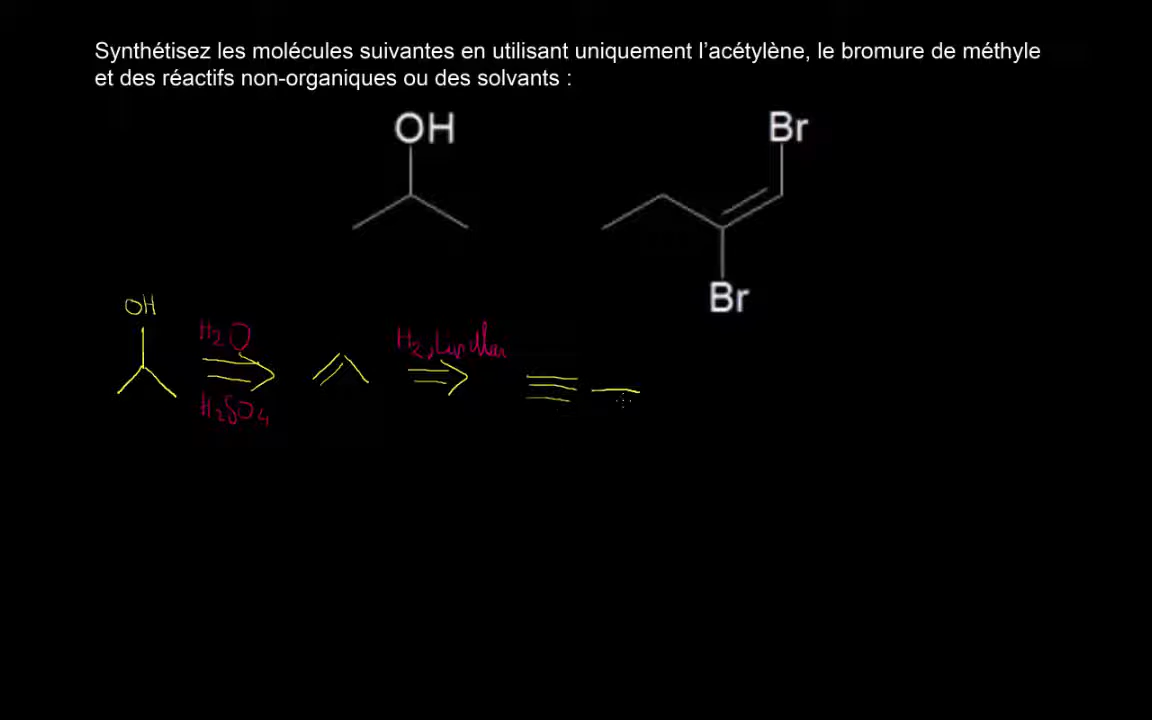 Synthétisez les molécules suivantes en utilisant uniquement l’acétylène, le bromure de méthyle
et des réactifs non-organiques ou des solvants :
OH
Br
Br
OH
H2O
H2SO4
H2, Lindlar